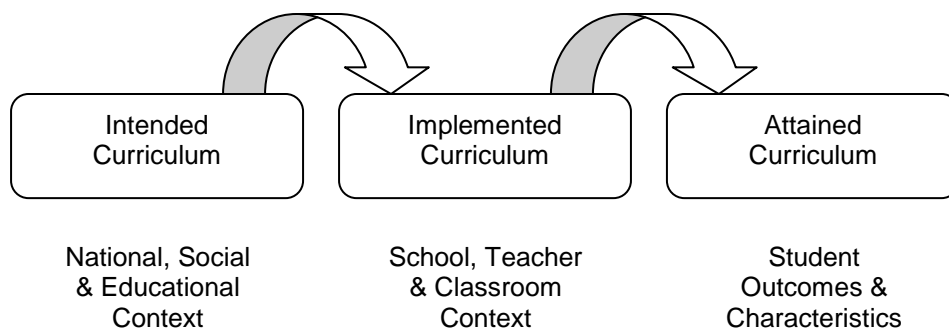 Intended
Curriculum
Implemented
Curriculum
Attained
Curriculum
National, Social
& Educational
Context
School, Teacher
& Classroom
Context
Student
Outcomes &
Characteristics